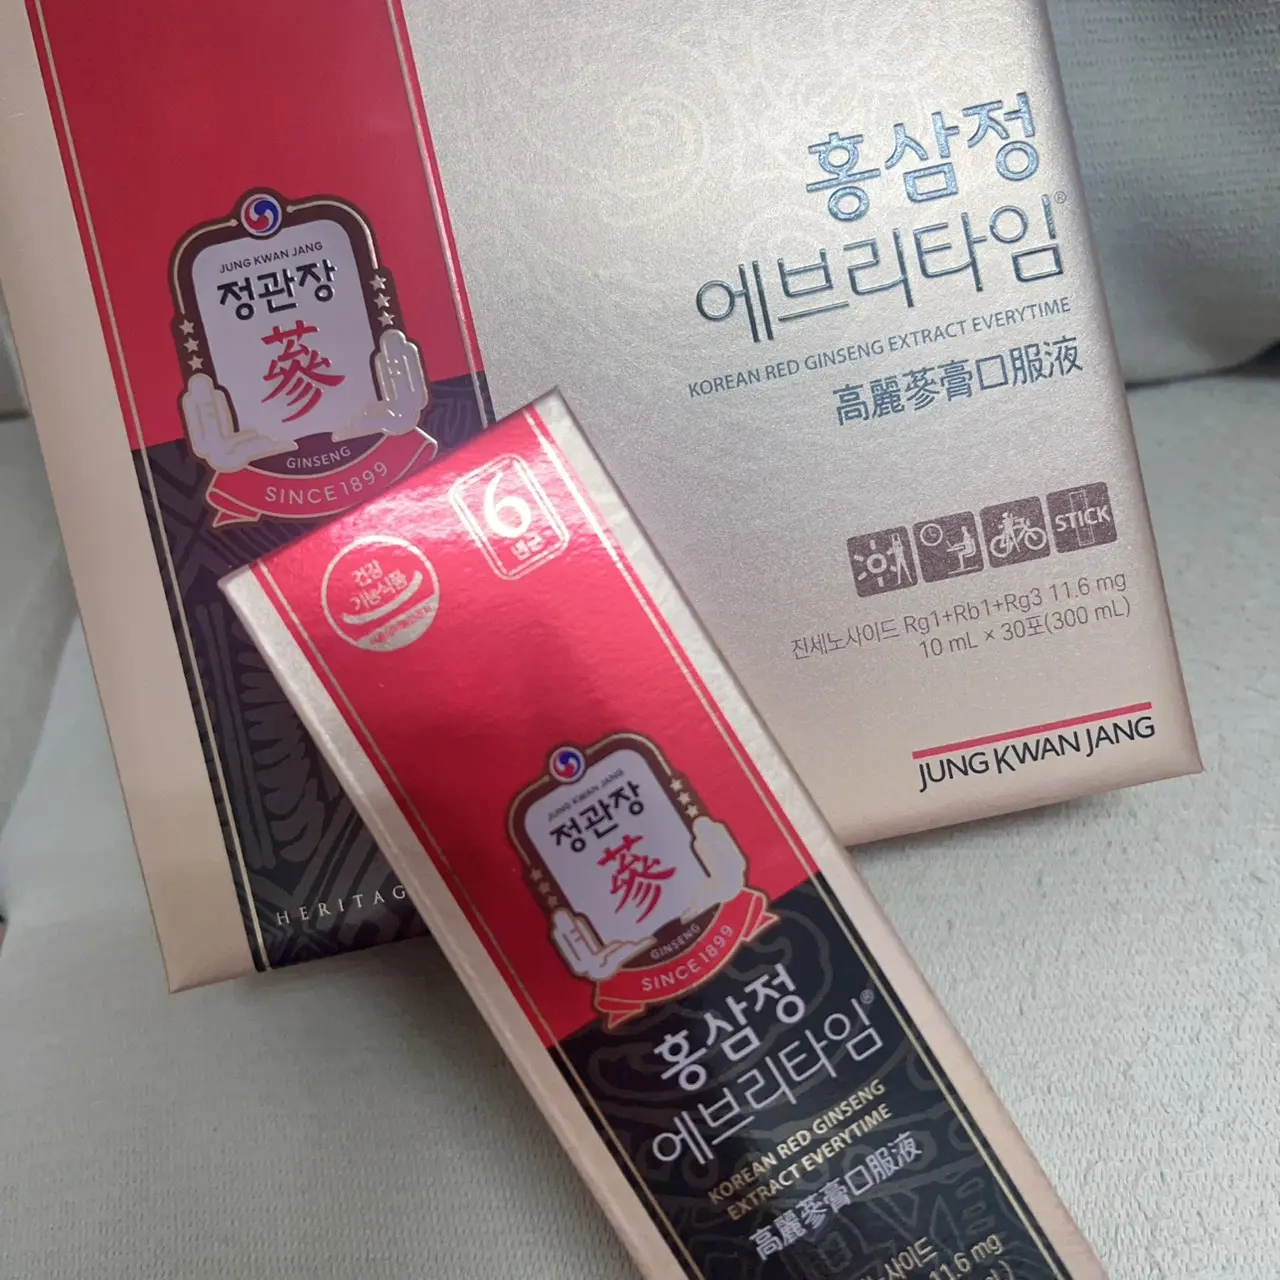 JUNG KWAN JANG
정관장
蔘
GINSENG
SINCE 1899
HERITAG
홍삼정
에브리타임®
KOREAN RED GINSENG EXTRACT EVERYTIME
高麗蔘膏口服液
STICK
진세노사이드 Rg1+Rb1+Rg3 11.6 mg
10 mL × 30포(300 mL)
JUNG KWAN JANG
6
년근
건강
기능식품
JUNG KWAN JANG
정관장
蔘
GINSENG
SINCE 1899
홍삼정
에브리타임®
KOREAN RED GINSENG
EXTRACT EVERYTIME
高麗蔘膏口服液
11.6 mg